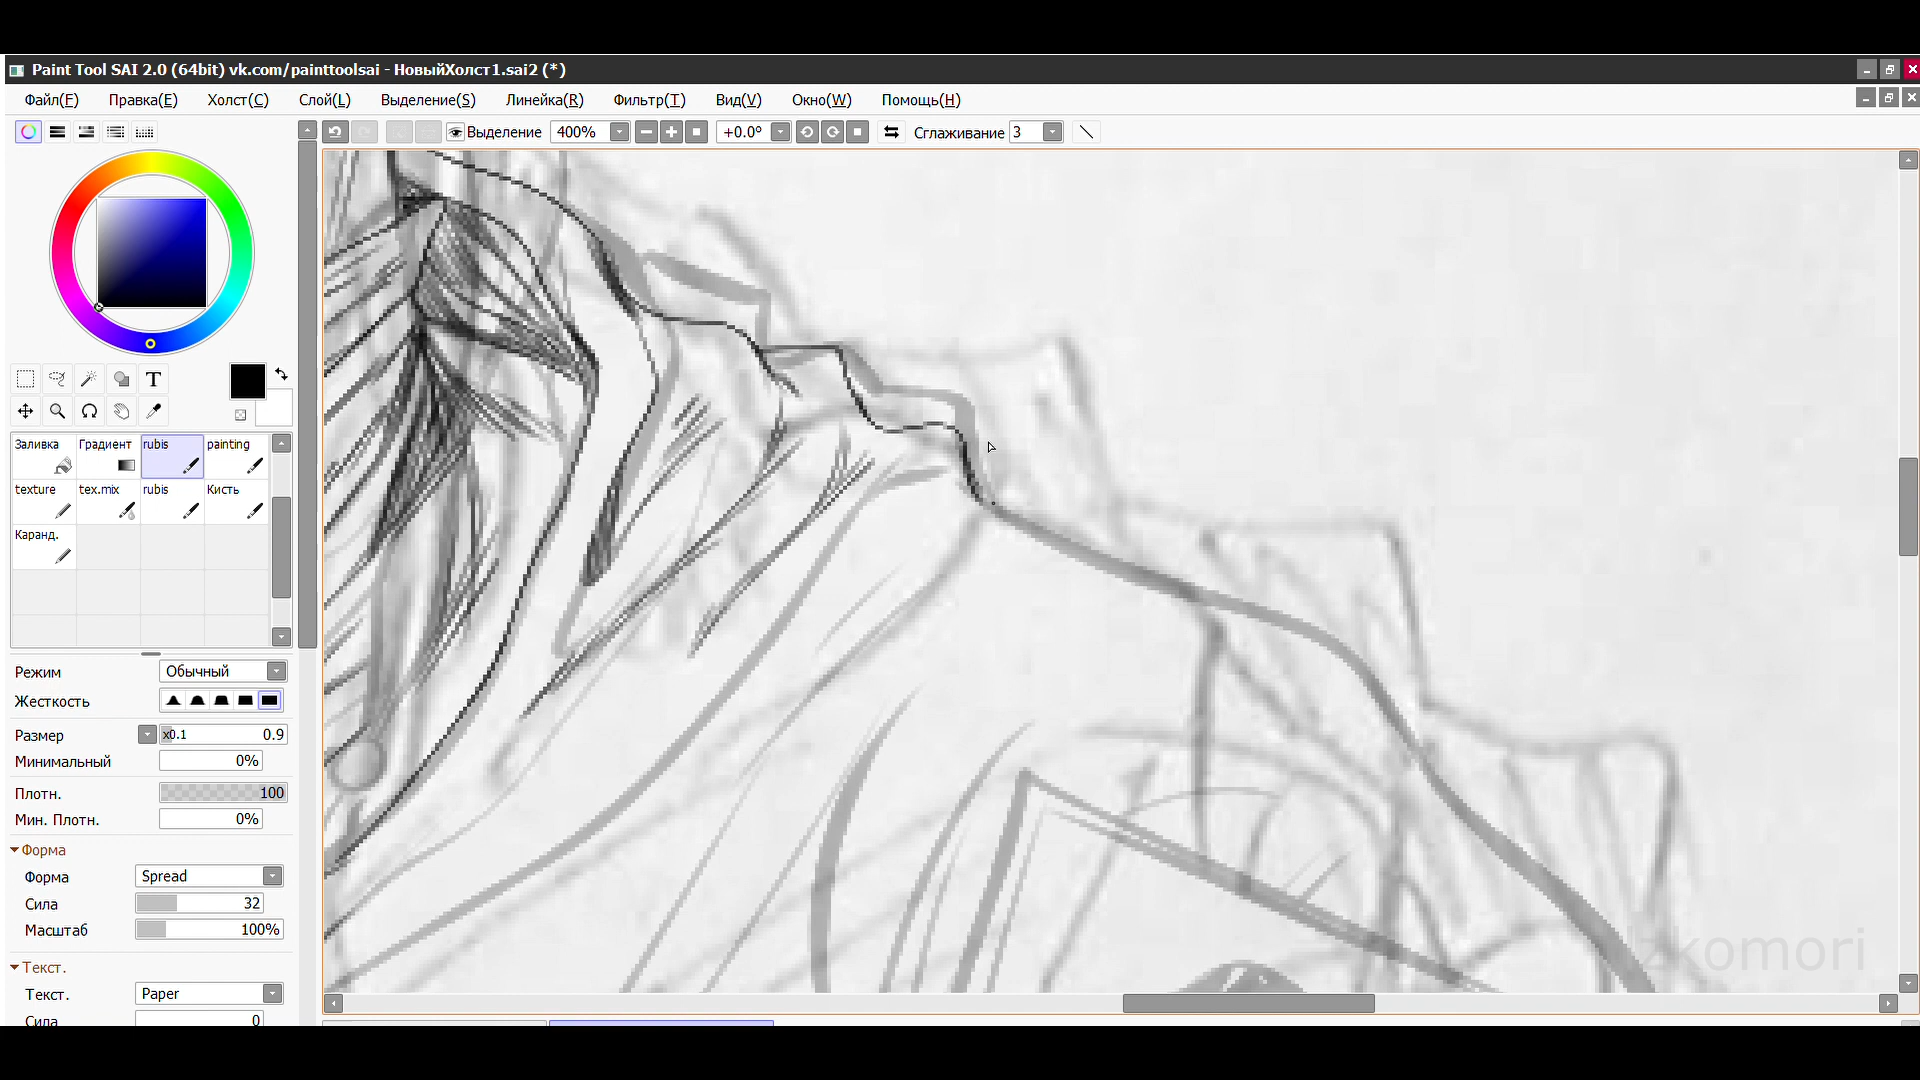 Paint Tool SAI 2.0 (64bit) vk.com/painttoolsai - НовыйХолст1.sai2 (*)
Файл(F) Правка(E) Холст(C) Слой(L) Выделение(S) Линейка(R) Фильтр(T) Вид(V) Окно(W) Помощь(H)
Выделение 400% +0.0º Сглаживание 3
T
Заливка Градиент rubis painting
texture tex.mix rubis Кисть
Каранд.
Режим Обычный
Жесткость
Размер x0.1 0.9
Минимальный 0%
Плотн. 100
Мин. Плотн. 0%
Форма
Форма Spread
Сила 32
Масштаб 100%
Текст.
Текст. Paper
Сила 0